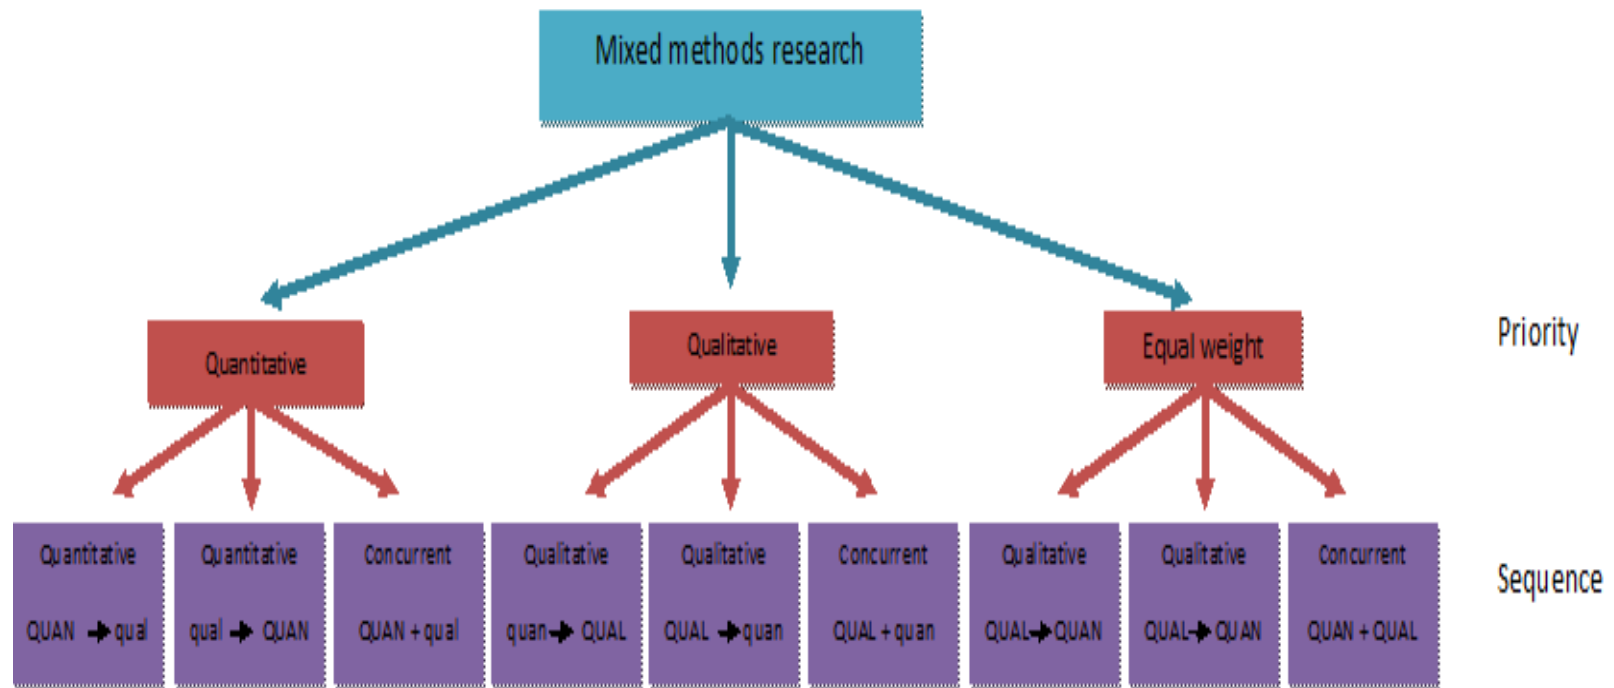 Mixed methods research
Quantitative
Qualitative
Equal weight
Priority
Quantitative
QUAN → qual
Quantitative
qual → QUAN
Concurrent
QUAN + qual
Qualitative
quan → QUAL
Qualitative
QUAL → quan
Concurrent
QUAL + quan
Qualitative
QUAL → QUAN
Qualitative
QUAL → QUAN
Concurrent
QUAN + QUAL
Sequence